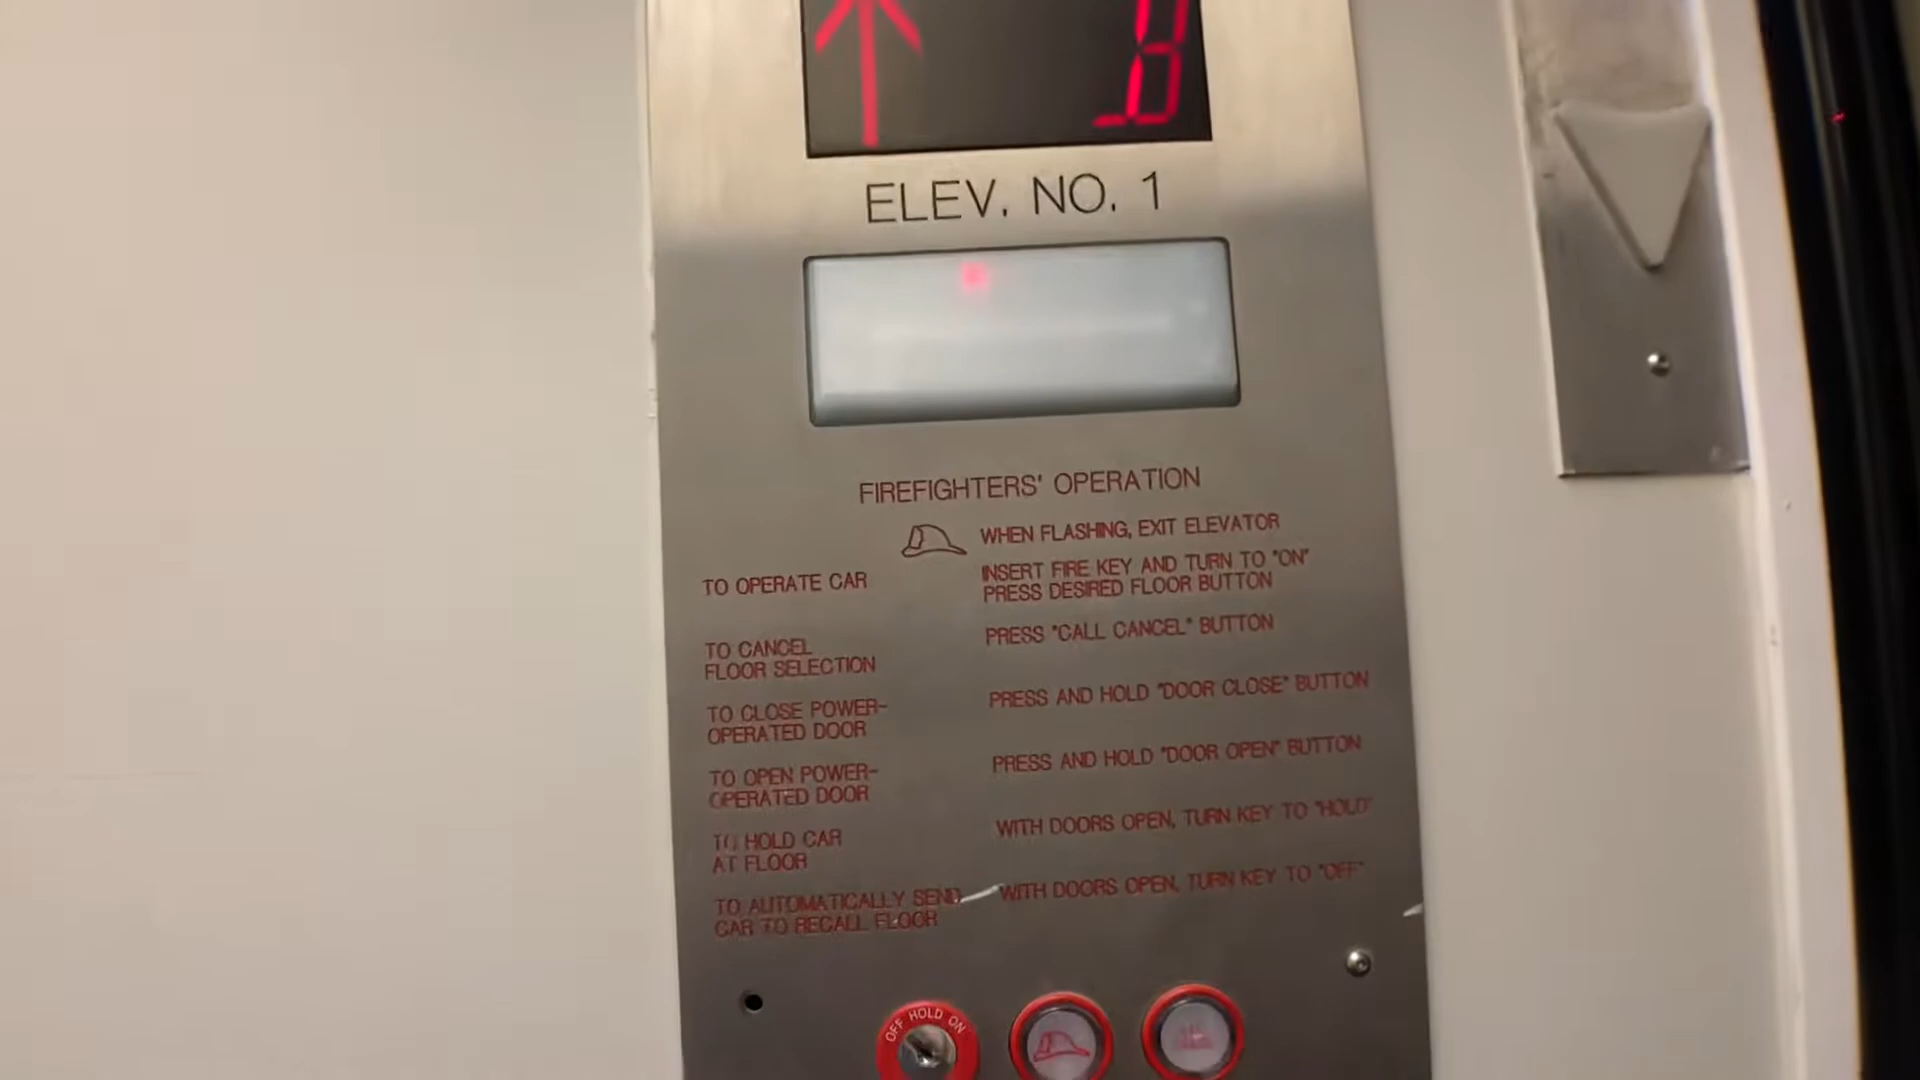 ELEV. NO. 1
FIREFIGHTERS' OPERATION
WHEN FLASHING, EXIT ELEVATOR
TO OPERATE CAR
INSERT FIRE KEY AND TURN TO "ON"
PRESS DESIRED FLOOR BUTTON
TO CANCEL
FLOOR SELECTION
PRESS "CALL CANCEL" BUTTON
TO CLOSE POWER-
OPERATED DOOR
PRESS AND HOLD "DOOR CLOSE" BUTTON
TO OPEN POWER-
OPERATED DOOR
PRESS AND HOLD "DOOR OPEN" BUTTON
TO HOLD CAR
AT FLOOR
WITH DOORS OPEN, TURN KEY TO "HOLD"
TO AUTOMATICALLY SEND
CAR TO RECALL FLOOR
WITH DOORS OPEN, TURN KEY TO "OFF"
OFF HOLD ON